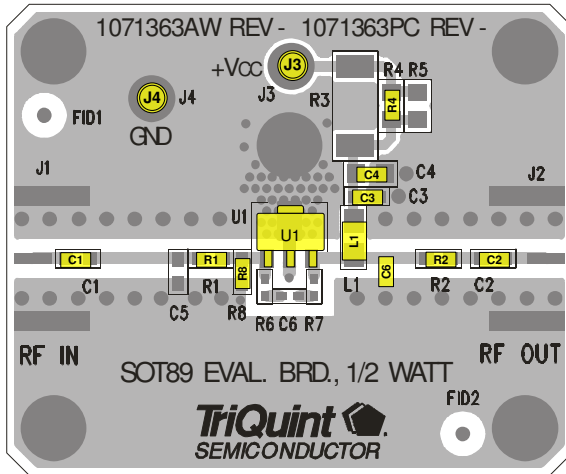 1071363AW REV - 1071363PC REV -
+VCC
J3
J3
J4
J4
GND
FID1
R3
R4
R5
R4
J1
J2
C4
C4
C3
C3
U1
U1
L1
L1
C1
C1
R1
R1
R8
R8
C5
R6
C6
R7
C6
R2
R2
C2
C2
RF IN
RF OUT
SOT89 EVAL. BRD., 1/2 WATT
FID2
TriQuint
SEMICONDUCTOR